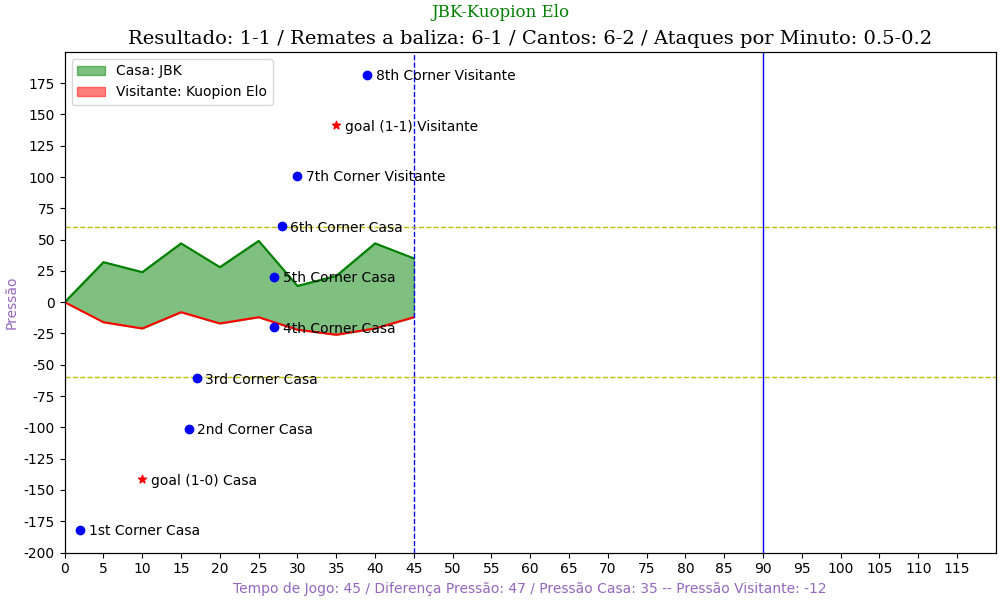 JBK-Kuopion Elo
Resultado: 1-1 / Remates a baliza: 6-1 / Cantos: 6-2 / Ataques por Minuto: 0.5-0.2
Casa: JBK
Visitante: Kuopion Elo
8th Corner Visitante
goal (1-1) Visitante
7th Corner Visitante
6th Corner Casa
5th Corner Casa
4th Corner Casa
3rd Corner Casa
2nd Corner Casa
goal (1-0) Casa
1st Corner Casa
Pressão
175
150
125
100
75
50
25
0
-25
-50
-75
-100
-125
-150
-175
-200
0 5 10 15 20 25 30 35 40 45 50 55 60 65 70 75 80 85 90 95 100 105 110 115
Tempo de Jogo: 45 / Diferença Pressão: 47 / Pressão Casa: 35 -- Pressão Visitante: -12